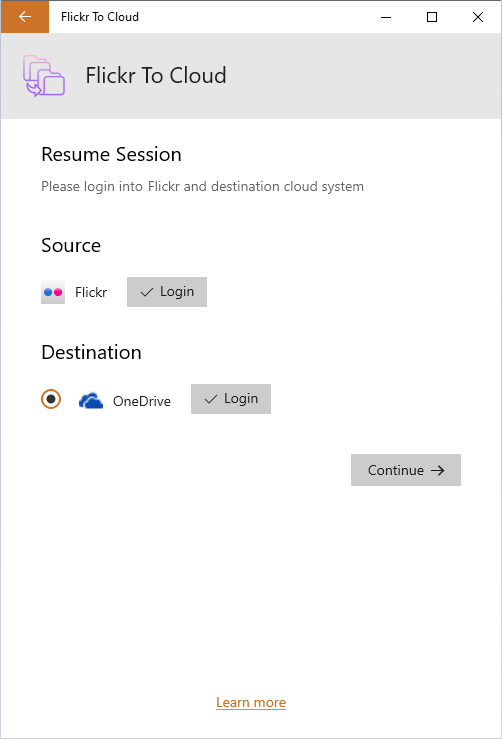 Flickr To Cloud
Flickr To Cloud
Resume Session
Please login into Flickr and destination cloud system
Source
Flickr
Login
Destination
OneDrive
Login
Continue
Learn more